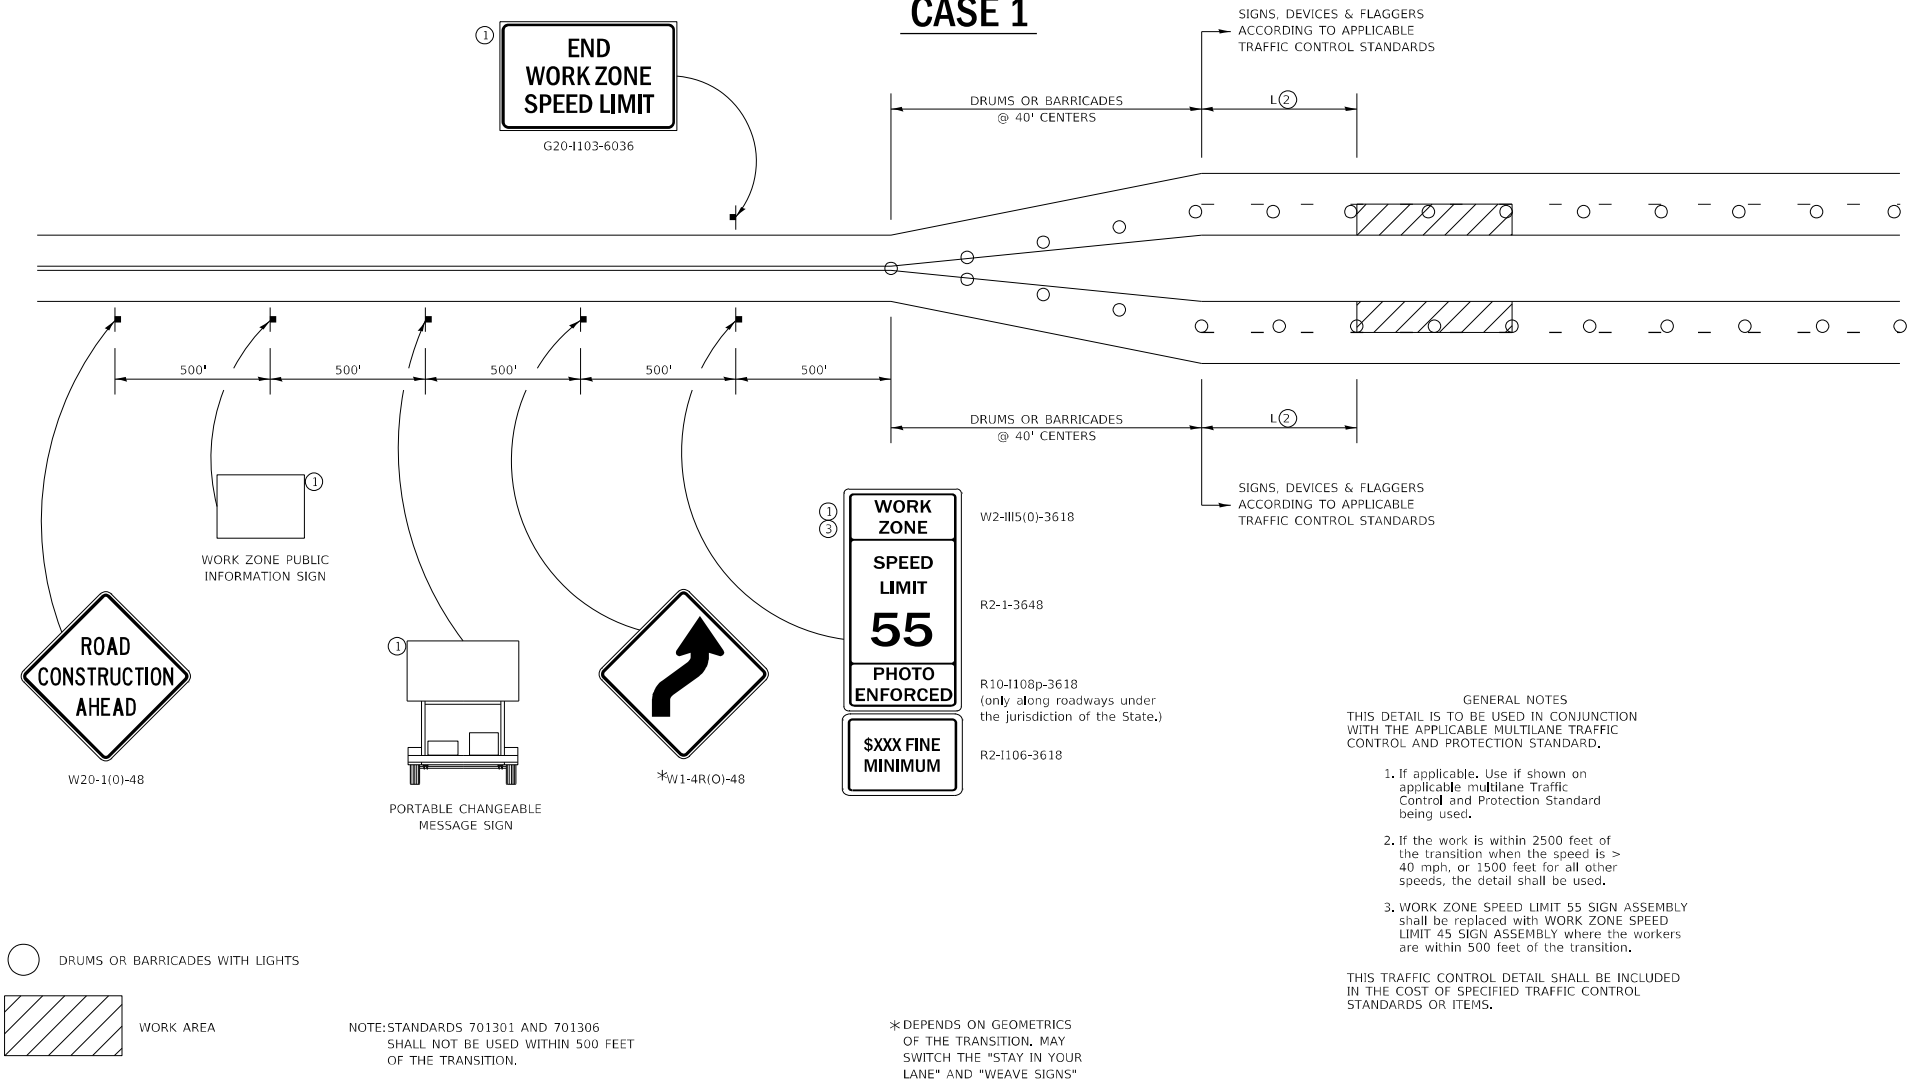 CASE 1
SIGNS, DEVICES & FLAGGERS
ACCORDING TO APPLICABLE
TRAFFIC CONTROL STANDARDS
1
END
WORK ZONE
SPEED LIMIT
G20-I103-6036
DRUMS OR BARRICADES
@ 40' CENTERS
L 2
500'
500'
500'
500'
500'
DRUMS OR BARRICADES
@ 40' CENTERS
L 2
SIGNS, DEVICES & FLAGGERS
ACCORDING TO APPLICABLE
TRAFFIC CONTROL STANDARDS
1
WORK ZONE PUBLIC
INFORMATION SIGN
ROAD
CONSTRUCTION
AHEAD
W20-1(0)-48
1
PORTABLE CHANGEABLE
MESSAGE SIGN
*W1-4R(O)-48
1
3
WORK
ZONE
SPEED
LIMIT
55
PHOTO
ENFORCED
$XXX FINE
MINIMUM
W2-III5(0)-3618
R2-1-3648
R10-I108p-3618
(only along roadways under
the jurisdiction of the State.)
R2-I106-3618
GENERAL NOTES
THIS DETAIL IS TO BE USED IN CONJUNCTION
WITH THE APPLICABLE MULTILANE TRAFFIC
CONTROL AND PROTECTION STANDARD.
1. If applicable. Use if shown on
applicable multilane Traffic
Control and Protection Standard
being used.
2. If the work is within 2500 feet of
the transition when the speed is >
40 mph, or 1500 feet for all other
speeds, the detail shall be used.
3. WORK ZONE SPEED LIMIT 55 SIGN ASSEMBLY
shall be replaced with WORK ZONE SPEED
LIMIT 45 SIGN ASSEMBLY where the workers
are within 500 feet of the transition.
THIS TRAFFIC CONTROL DETAIL SHALL BE INCLUDED
IN THE COST OF SPECIFIED TRAFFIC CONTROL
STANDARDS OR ITEMS.
DRUMS OR BARRICADES WITH LIGHTS
WORK AREA
NOTE:STANDARDS 701301 AND 701306
SHALL NOT BE USED WITHIN 500 FEET
OF THE TRANSITION.
*DEPENDS ON GEOMETRICS
OF THE TRANSITION. MAY
SWITCH THE "STAY IN YOUR
LANE" AND "WEAVE SIGNS"